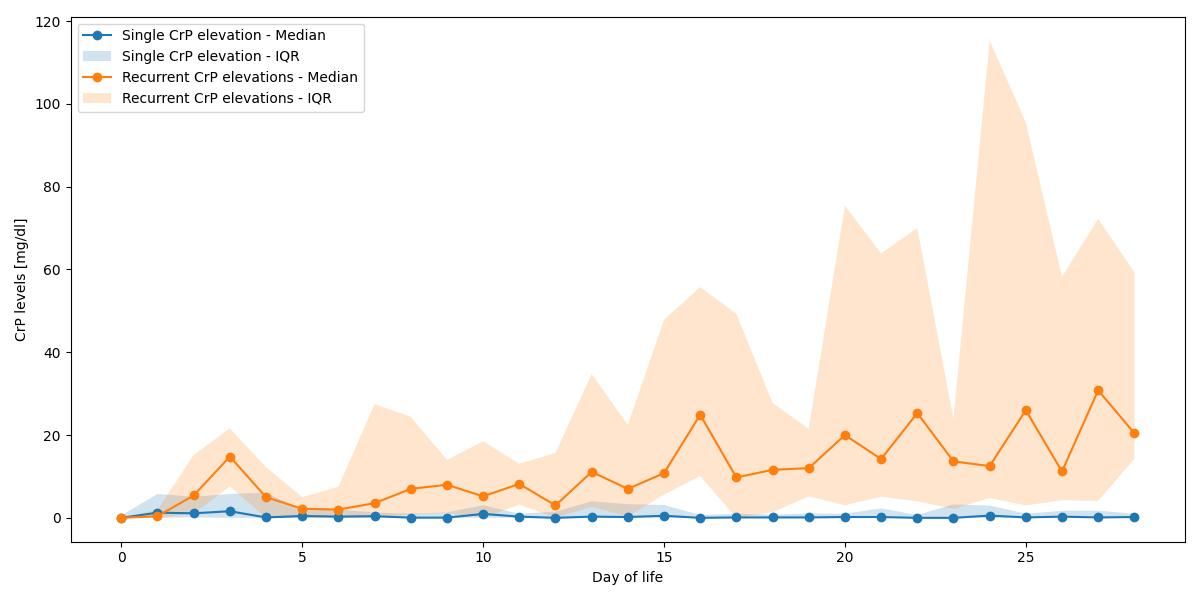 120
100
80
60
40
20
0
CrP levels [mg/dl]
Single CrP elevation - Median
Single CrP elevation - IQR
Recurrent CrP elevations - Median
Recurrent CrP elevations - IQR
0 5 10 15 20 25
Day of life